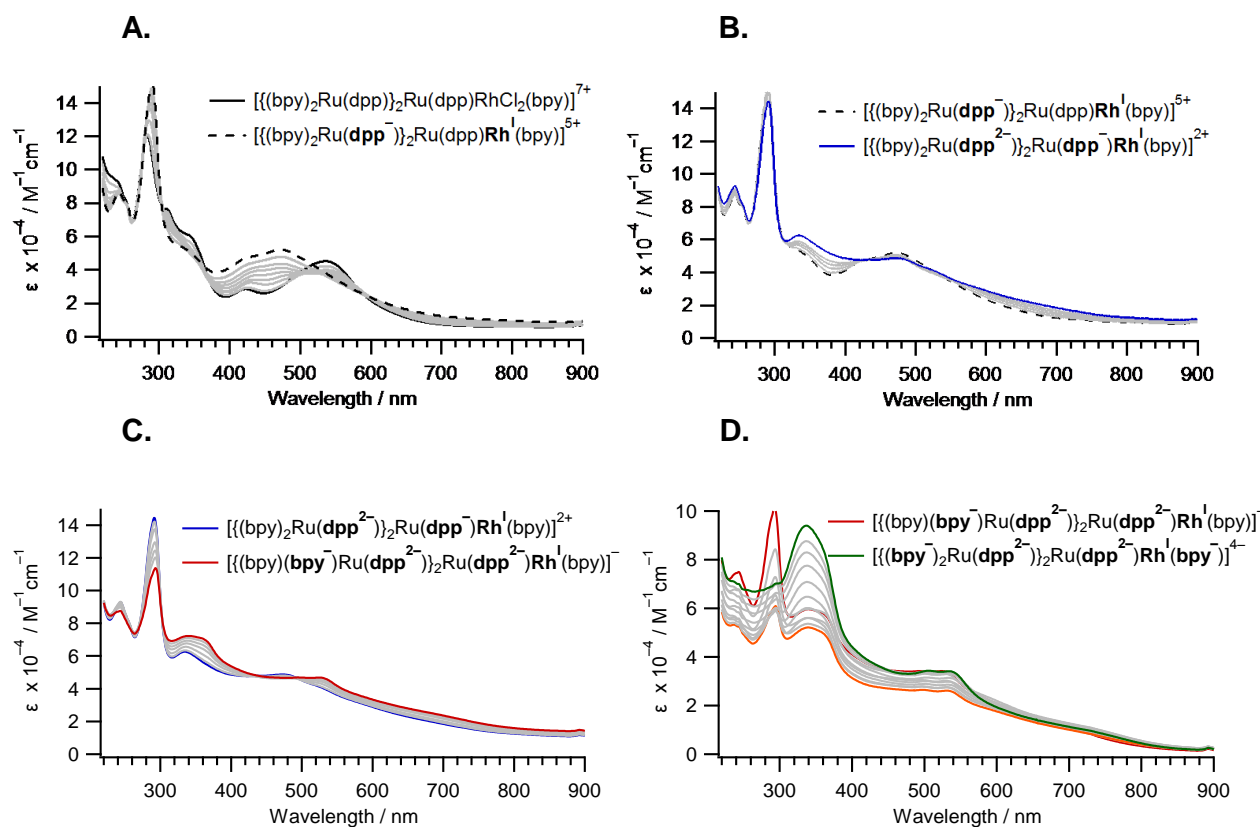 A.
ε x 10⁻⁴ / M⁻¹cm⁻¹
14
12
10
8
6
4
2
0
[{(bpy)₂Ru(dpp)}₂Ru(dpp)RhCl₂(bpy)]⁷⁺
[{(bpy)₂Ru(dpp⁻)}₂Ru(dpp)Rhᴵ(bpy)]⁵⁺
300 400 500 600 700 800 900
Wavelength / nm
B.
ε x 10⁻⁴ / M⁻¹cm⁻¹
14
12
10
8
6
4
2
0
[{(bpy)₂Ru(dpp⁻)}₂Ru(dpp)Rhᴵ(bpy)]⁵⁺
[{(bpy)₂Ru(dpp²⁻)}₂Ru(dpp⁻)Rhᴵ(bpy)]²⁺
300 400 500 600 700 800 900
Wavelength / nm
C.
ε x 10⁻⁴ / M⁻¹cm⁻¹
14
12
10
8
6
4
2
0
[{(bpy)₂Ru(dpp²⁻)}₂Ru(dpp⁻)Rhᴵ(bpy)]²⁺
[{(bpy)(bpy⁻)Ru(dpp²⁻)}₂Ru(dpp²⁻)Rhᴵ(bpy)]⁻
300 400 500 600 700 800 900
Wavelength / nm
D.
ε x 10⁻⁴ / M⁻¹cm⁻¹
10
8
6
4
2
0
[{(bpy)(bpy⁻)Ru(dpp²⁻)}₂Ru(dpp²⁻)Rhᴵ(bpy)]⁻
[{(bpy⁻)₂Ru(dpp²⁻)}₂Ru(dpp²⁻)Rhᴵ(bpy⁻)]⁴⁻
300 400 500 600 700 800 900
Wavelength / nm